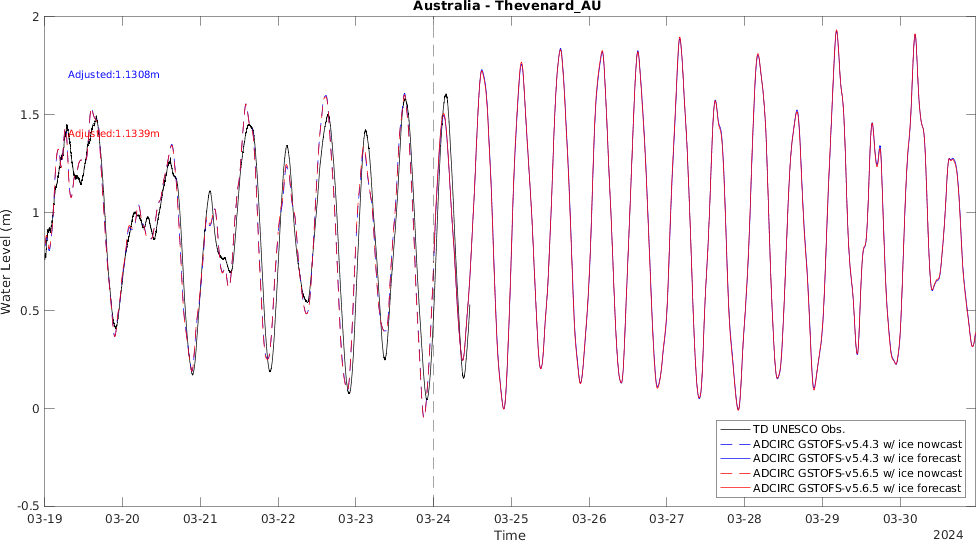 Australia - Thevenard_AU
2
Adjusted:1.1308m
1.5
Adjusted:1.1339m
1
Water Level (m)
0.5
0
-0.5
TD UNESCO Obs.
ADCIRC GSTOFS-v5.4.3 w/ ice nowcast
ADCIRC GSTOFS-v5.4.3 w/ ice forecast
ADCIRC GSTOFS-v5.6.5 w/ ice nowcast
ADCIRC GSTOFS-v5.6.5 w/ ice forecast
03-19 03-20 03-21 03-22 03-23 03-24 03-25 03-26 03-27 03-28 03-29 03-30
Time
2024